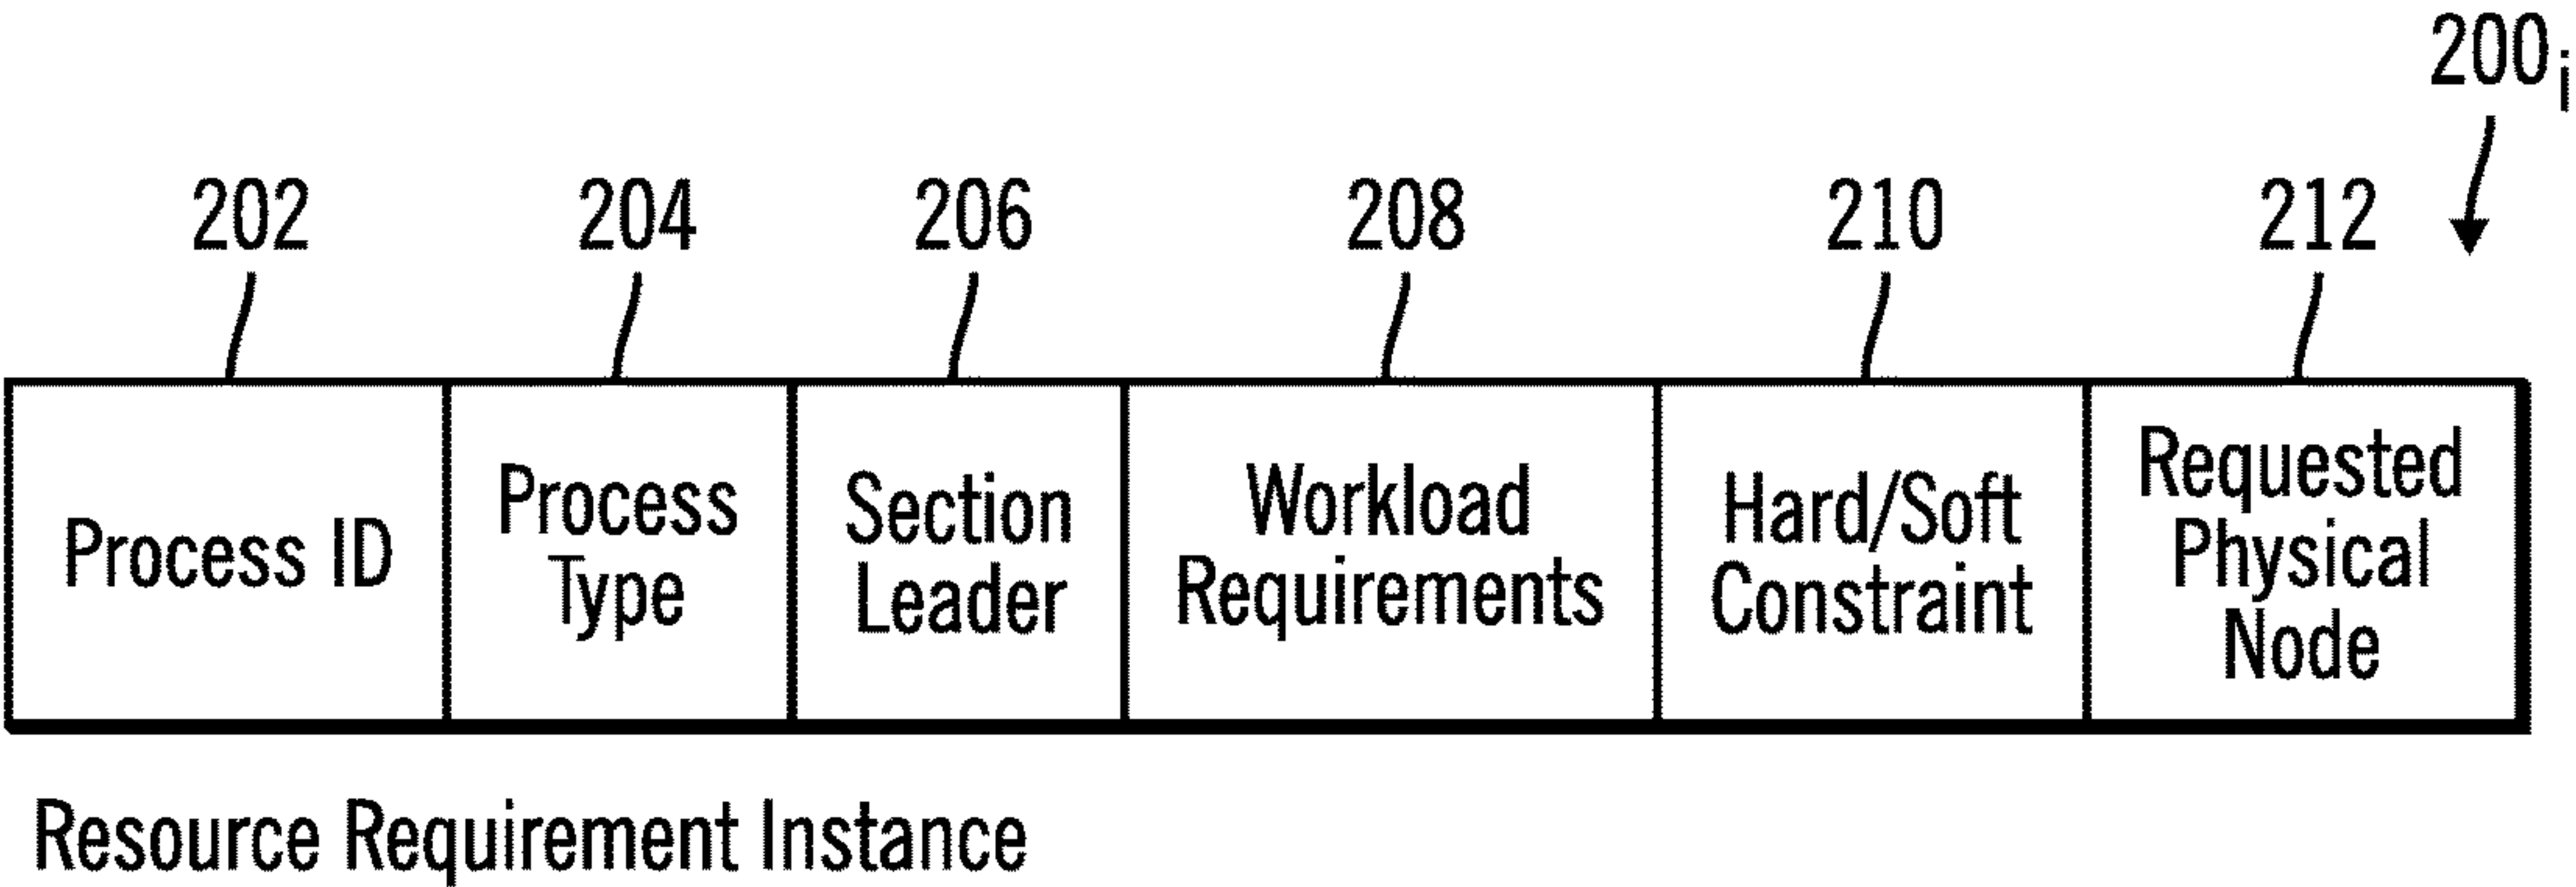 200i
202 204 206 208 210 212
Process ID
Process
Type
Section
Leader
Workload
Requirements
Hard/Soft
Constraint
Requested
Physical
Node
Resource Requirement Instance